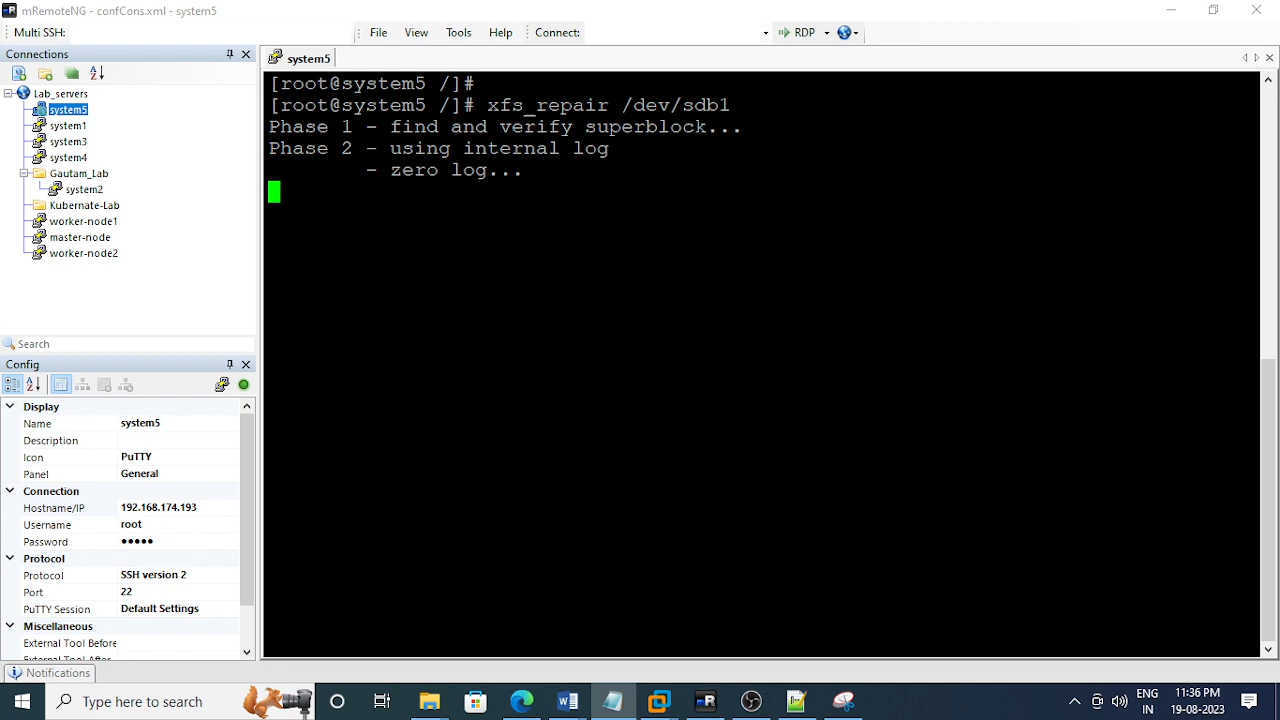 mRemoteNG - confCons.xml - system5
Multi SSH:
File View Tools Help Connect: RDP
Connections
system5
Lab_servers
system5
system1
system3
system4
Gautam_Lab
system2
Kubernate-Lab
worker-node1
master-node
worker-node2
Search
Config
Display
Name system5
Description
Icon PuTTY
Panel General
Connection
Hostname/IP 192.168.174.193
Username root
Password •••••
Protocol
Protocol SSH version 2
Port 22
PuTTY Session Default Settings
Miscellaneous
External Tool Before
External Tool After
Notifications
[root@system5 /]#
[root@system5 /]# xfs_repair /dev/sdb1
Phase 1 - find and verify superblock...
Phase 2 - using internal log
- zero log...
Type here to search
ENG
IN
11:36 PM
19-08-2023